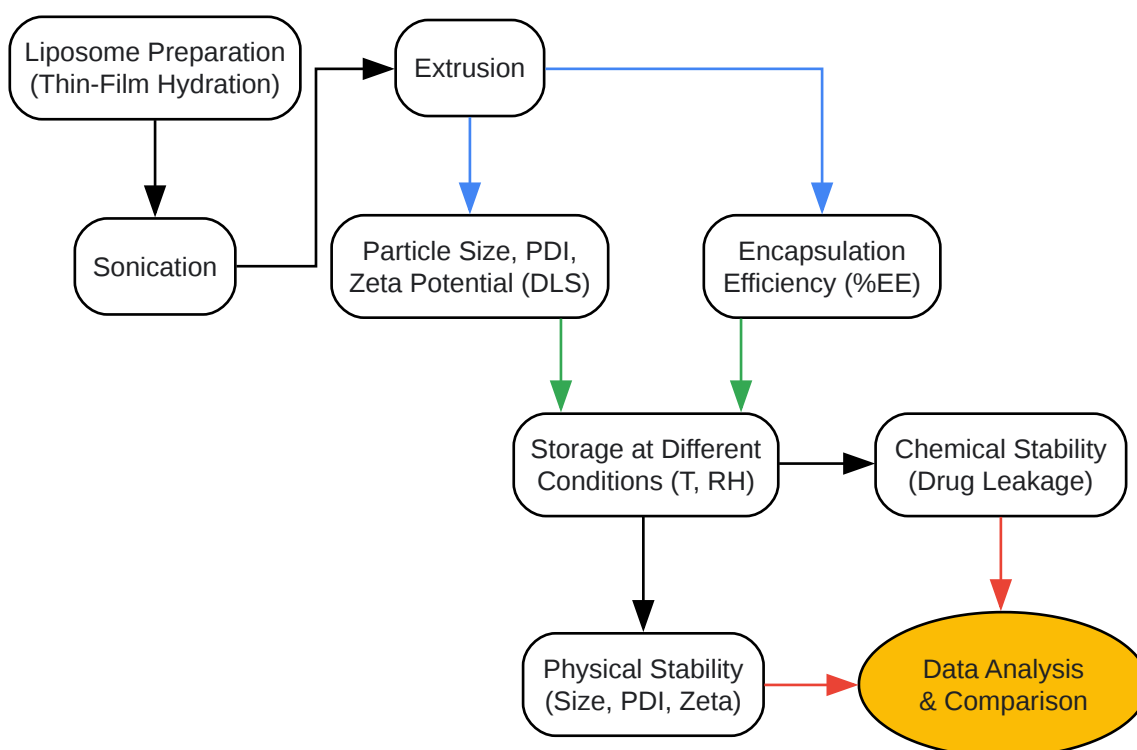 Liposome Preparation
(Thin-Film Hydration)
Extrusion
Sonication
Particle Size, PDI,
Zeta Potential (DLS)
Encapsulation
Efficiency (%EE)
Storage at Different
Conditions (T, RH)
Chemical Stability
(Drug Leakage)
Physical Stability
(Size, PDI, Zeta)
Data Analysis
& Comparison